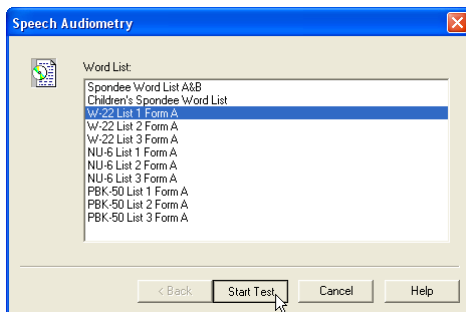 Speech Audiometry
Word List:
Spondee Word List A&B
Children's Spondee Word List
W-22 List 1 Form A
W-22 List 2 Form A
W-22 List 3 Form A
NU-6 List 1 Form A
NU-6 List 2 Form A
NU-6 List 3 Form A
PBK-50 List 1 Form A
PBK-50 List 2 Form A
PBK-50 List 3 Form A
< Back Start Test Cancel Help